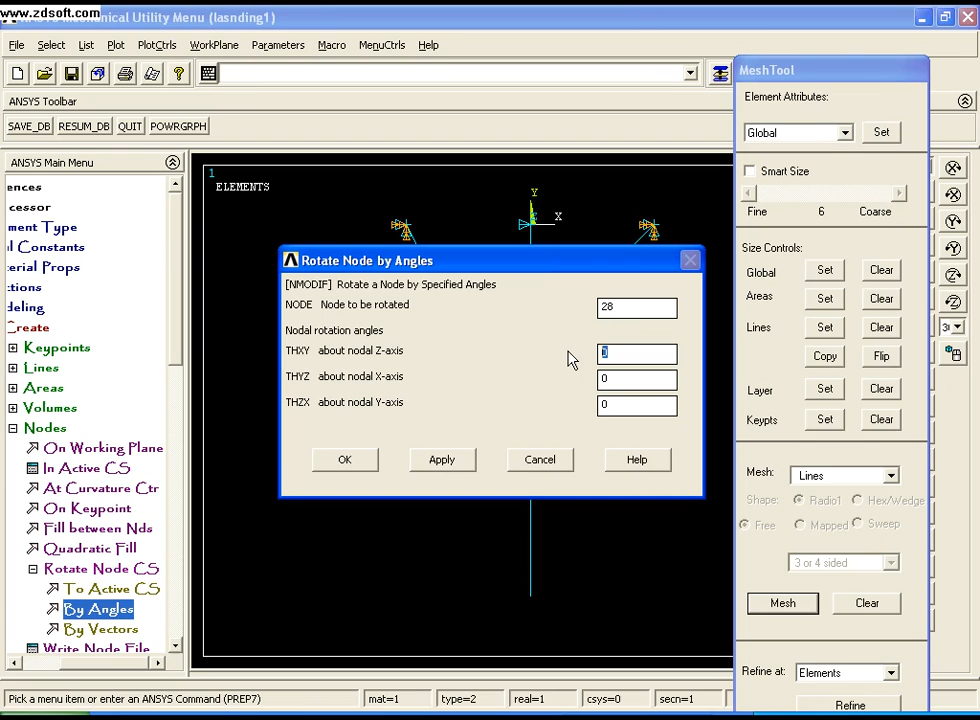 www.zdsoft.com
Mechanical Utility Menu (lasnding1)
File Select List Plot PlotCtrls WorkPlane Parameters Macro MenuCtrls Help
ANSYS Toolbar
SAVE_DB RESUM_DB QUIT POWRGRPH
ANSYS Main Menu
ences
cessor
ment Type
l Constants
erial Props
ctions
deling
Create
Keypoints
Lines
Areas
Volumes
Nodes
On Working Plane
In Active CS
At Curvature Ctr
On Keypoint
Fill between Nds
Quadratic Fill
Rotate Node CS
To Active CS
By Angles
By Vectors
Write Node File
1
ELEMENTS
Y
X
Rotate Node by Angles
[NMODIF] Rotate a Node by Specified Angles
NODE Node to be rotated 28
Nodal rotation angles
THXY about nodal Z-axis 0
THYZ about nodal X-axis 0
THZX about nodal Y-axis 0
OK Apply Cancel Help
MeshTool
Element Attributes:
Global Set
Smart Size
Fine 6 Coarse
Size Controls:
Global Set Clear
Areas Set Clear
Lines Set Clear
Copy Flip
Layer Set Clear
Keypts Set Clear
Mesh: Lines
Shape: Radio1 Hex/Wedge
Free Mapped Sweep
3 or 4 sided
Mesh Clear
Refine at: Elements
Refine
Pick a menu item or enter an ANSYS Command (PREP7) mat=1 type=2 real=1 csys=0 secn=1